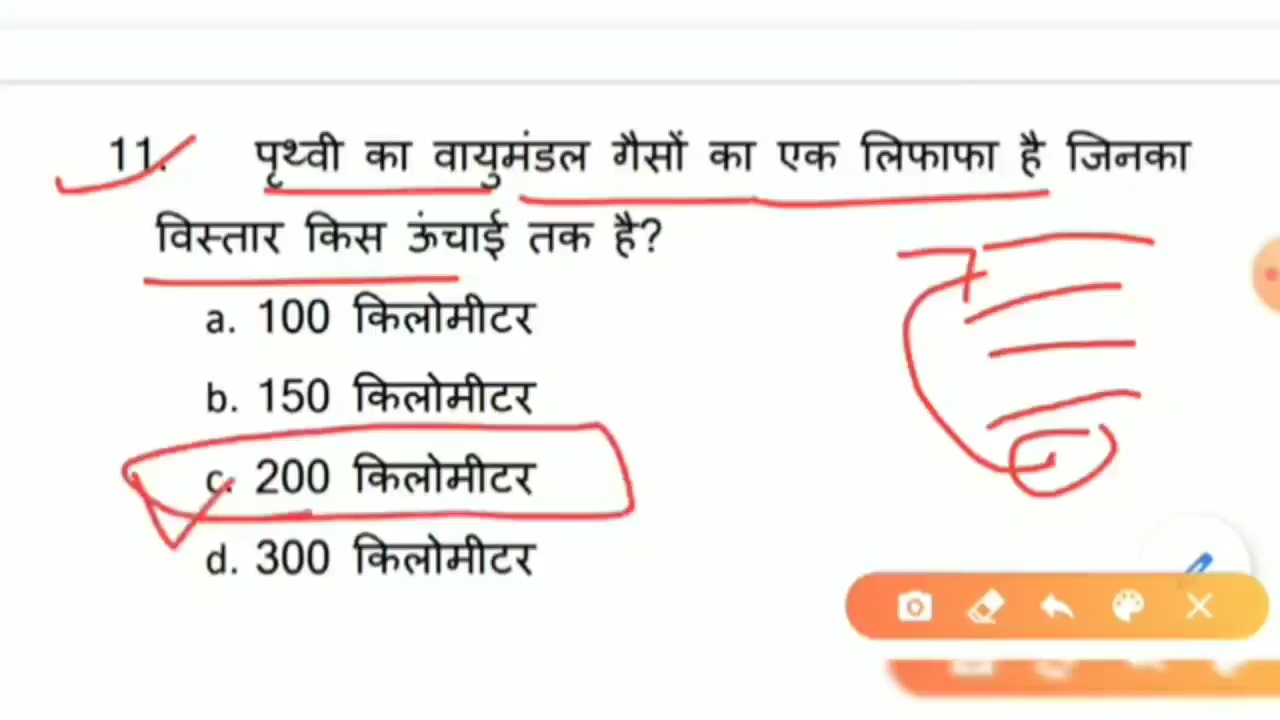 11. पृथ्वी का वायुमंडल गैसों का एक लिफाफा है जिनका
विस्तार किस ऊंचाई तक है?
a. 100 किलोमीटर
b. 150 किलोमीटर
c. 200 किलोमीटर
d. 300 किलोमीटर